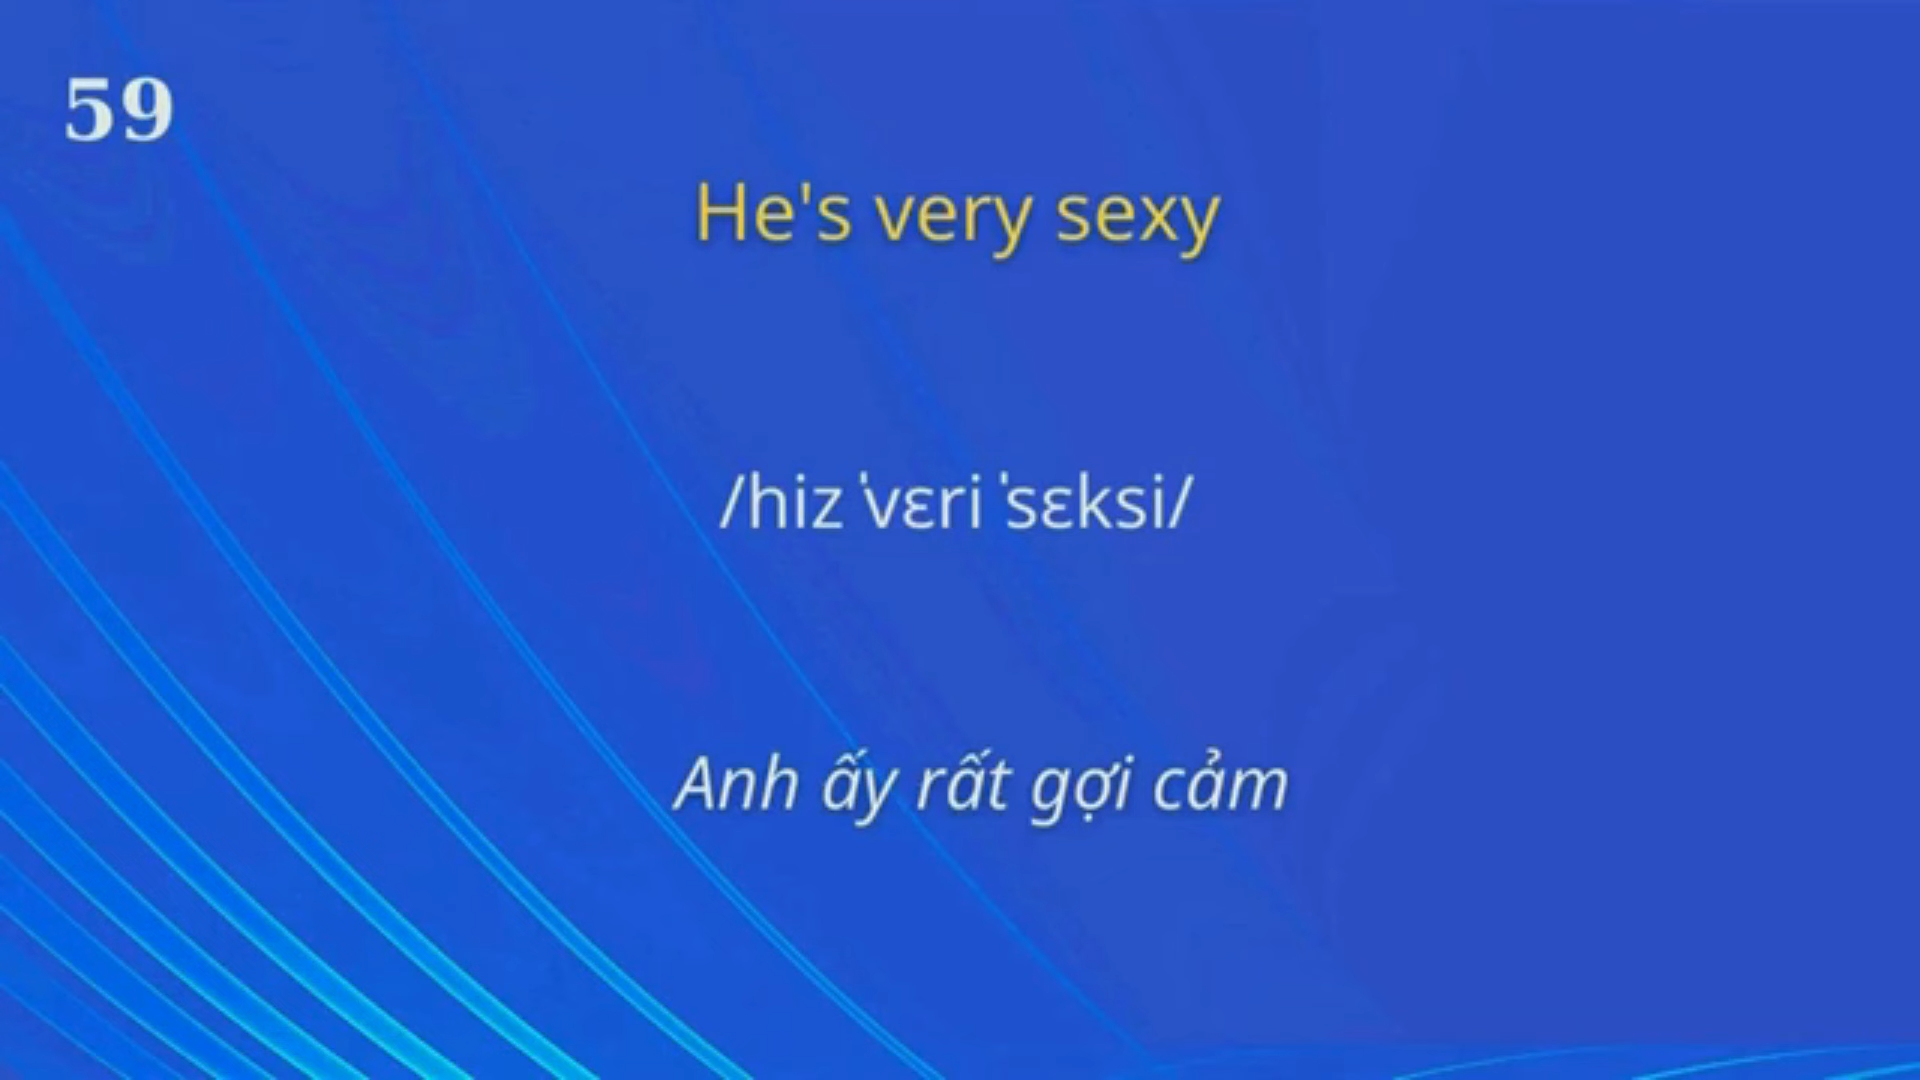 59
He's very sexy
/hiz ˈvɛri ˈsɛksi/
Anh ấy rất gợi cảm